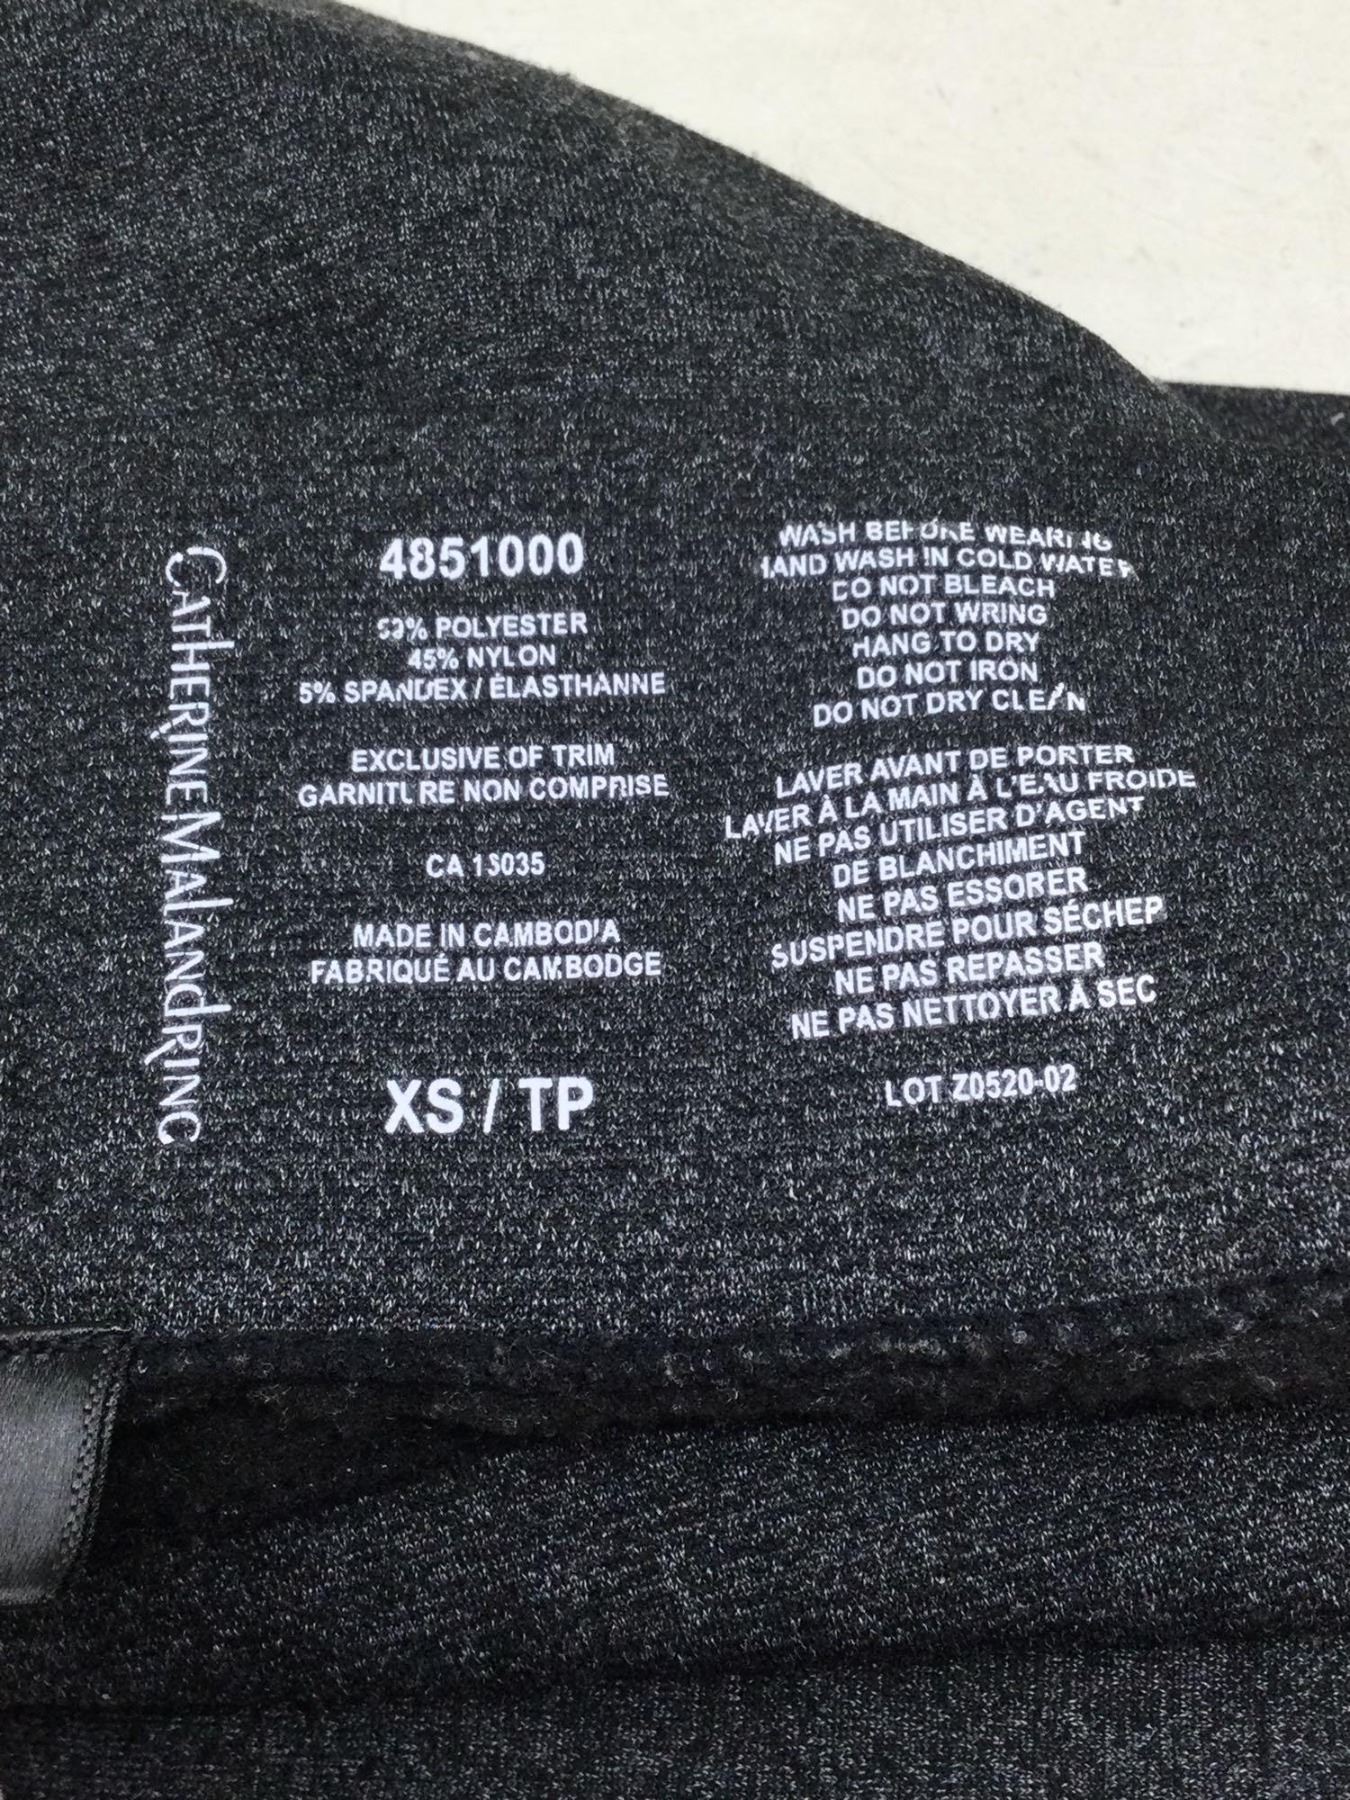 CATHERINE MALANDRINO
4851000
% POLYESTER
45% NYLON
5% SPANDEX / ÉLASTHANNE
EXCLUSIVE OF TRIM
GARNITURE NON COMPRISE
CA
MADE IN CAMBODIA
FABRIQUÉ AU CAMBODGE
XS / TP
WASH BEFORE WEARING
HAND WASH IN COLD WATER
DO NOT BLEACH
DO NOT WRING
HANG TO DRY
DO NOT IRON
DO NOT DRY CLEAN
LAVER AVANT DE PORTER
LAVER À LA MAIN À L'EAU FROIDE
NE PAS UTILISER D'AGENT
DE BLANCHIMENT
NE PAS ESSORER
SUSPENDRE POUR SÉCHER
NE PAS REPASSER
NE PAS NETTOYER À SEC
LOT Z0520-02